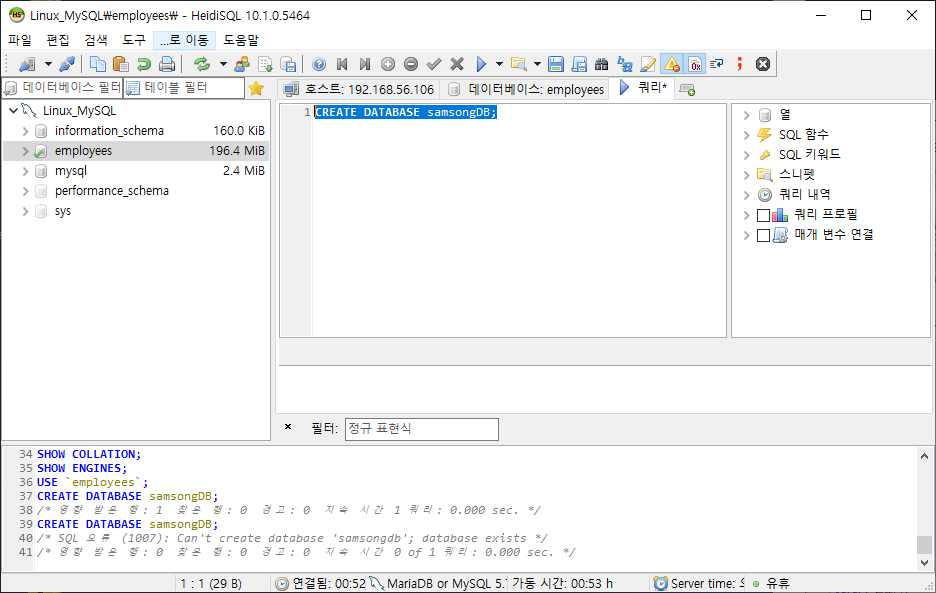 Linux_MySQL₩employees₩ - HeidiSQL 10.1.0.5464
파일 편집 검색 도구 ...로 이동 도움말
데이터베이스 필터 테이블 필터
호스트: 192.168.56.106 데이터베이스: employees 쿼리*
Linux_MySQL
information_schema 160.0 KiB
employees 196.4 MiB
mysql 2.4 MiB
performance_schema
sys
1 CREATE DATABASE samsongDB;
열
SQL 함수
SQL 키워드
스니펫
쿼리 내역
쿼리 프로필
매개 변수 연결
필터: 정규 표현식
34 SHOW COLLATION;
35 SHOW ENGINES;
36 USE `employees`;
37 CREATE DATABASE samsongDB;
38 /* 영향 받은 행: 1 찾은 행: 0 경고: 0 지속 시간 1 쿼리: 0.000 sec. */
39 CREATE DATABASE samsongDB;
40 /* SQL 오류 (1007): Can't create database 'samsongdb'; database exists */
41 /* 영향 받은 행: 0 찾은 행: 0 경고: 0 지속 시간 0 of 1 쿼리: 0.000 sec. */
1 : 1 (29 B) 연결됨: 00:52 MariaDB or MySQL 5.7 가동 시간: 00:53 h Server time: 유휴